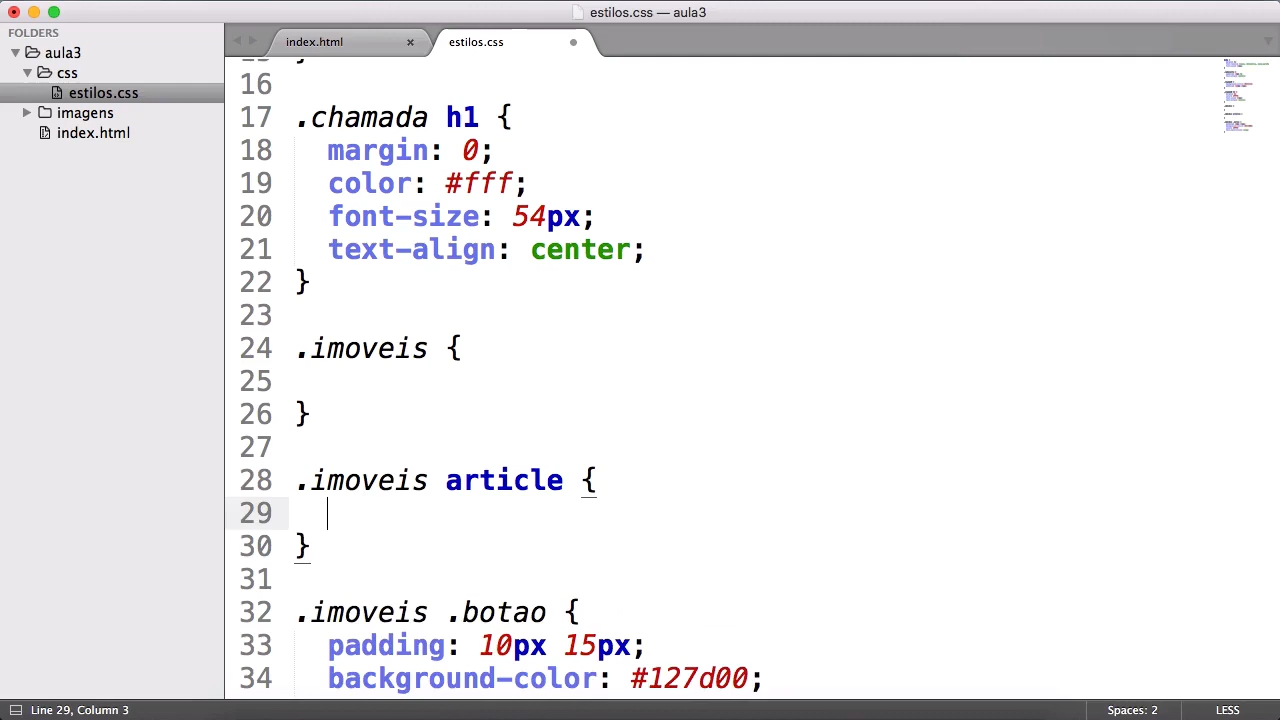 estilos.css — aula3
FOLDERS
aula3
css
estilos.css
imagens
index.html
index.html
estilos.css
16
17 .chamada h1 {
18 margin: 0;
19 color: #fff;
20 font-size: 54px;
21 text-align: center;
22 }
23
24 .imoveis {
25
26 }
27
28 .imoveis article {
29
30 }
31
32 .imoveis .botao {
33 padding: 10px 15px;
34 background-color: #127d00;
Line 29, Column 3
Spaces: 2
LESS